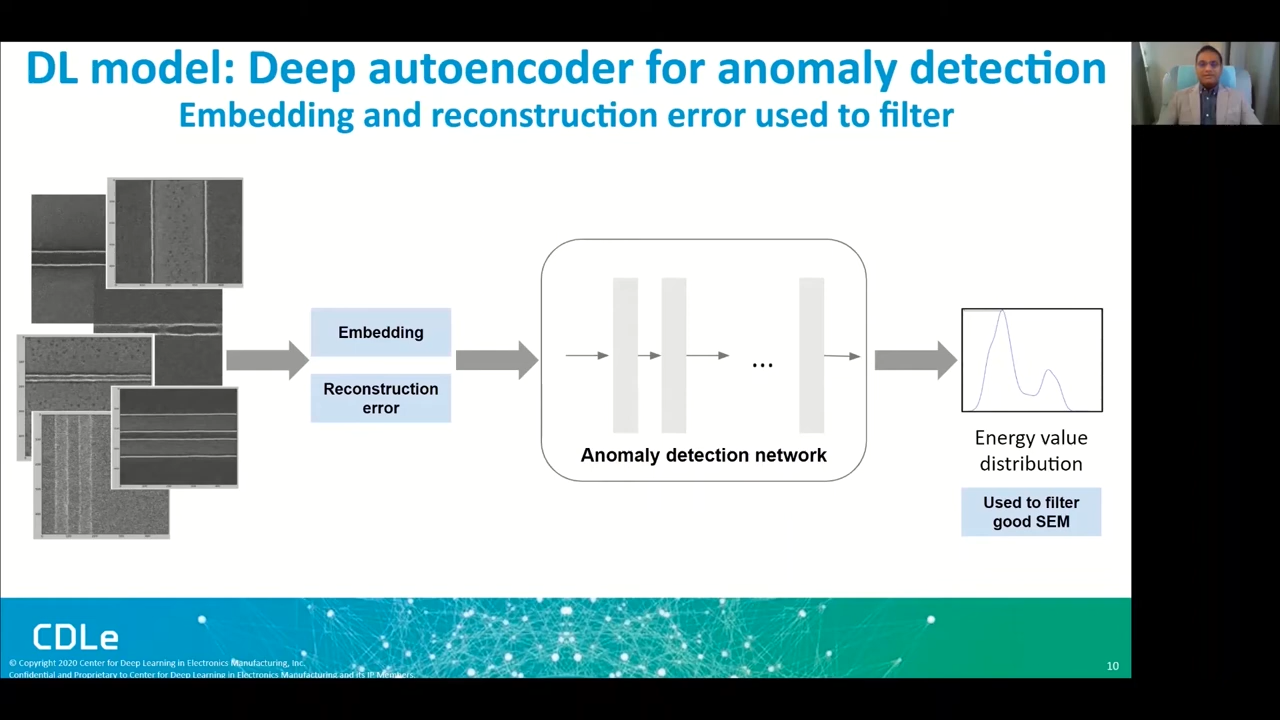 DL model: Deep autoencoder for anomaly detection
Embedding and reconstruction error used to filter
Embedding
Reconstruction
error
...
Anomaly detection network
Energy value
distribution
Used to filter
good SEM
CDLe
© Copyright 2020 Center for Deep Learning in Electronics Manufacturing, Inc.
Confidential and Proprietary to Center for Deep Learning in Electronics Manufacturing and its IP Members.
10